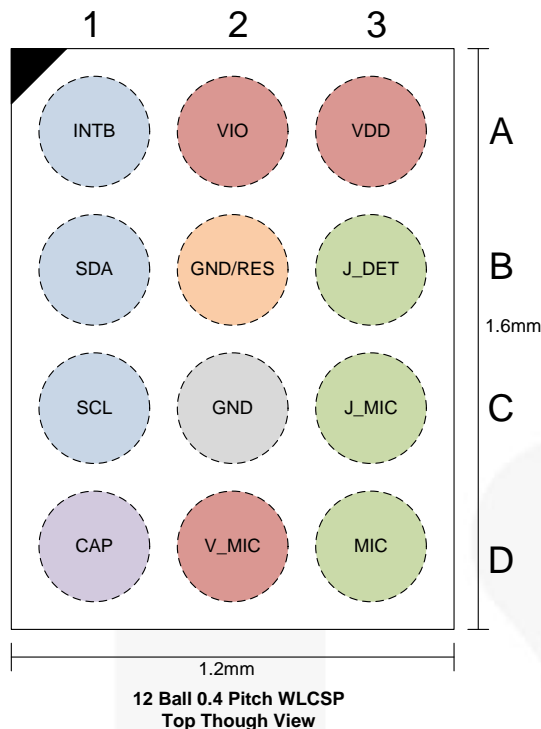 1 2 3
INTB VIO VDD A
SDA GND/RES J_DET B
1.6mm
SCL GND J_MIC C
CAP V_MIC MIC D
1.2mm
12 Ball 0.4 Pitch WLCSP
Top Though View